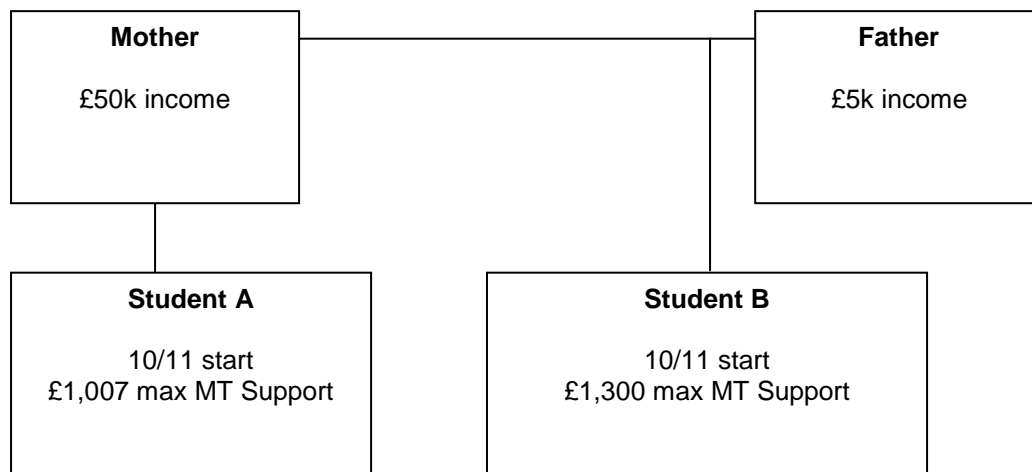 Mother
£50k income
Father
£5k income
Student A
10/11 start
£1,007 max MT Support
Student B
10/11 start
£1,300 max MT Support